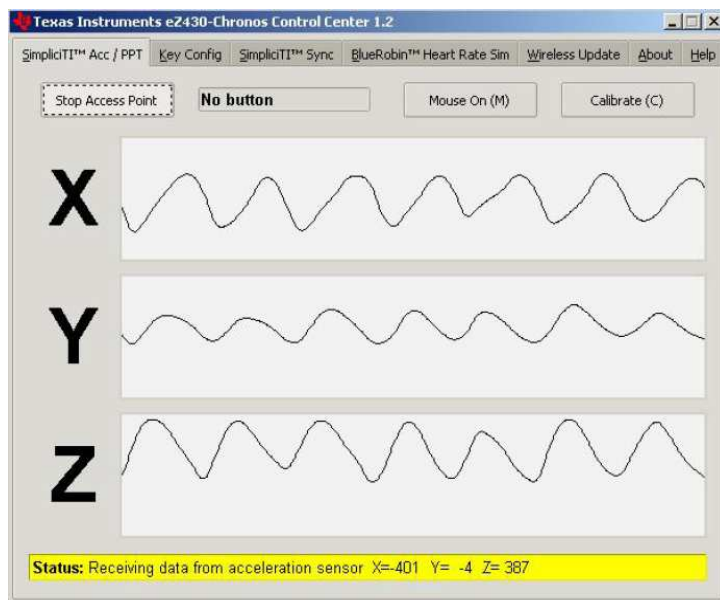 Texas Instruments eZ430-Chronos Control Center 1.2
SimpliciTI™ Acc / PPT Key Config SimpliciTI™ Sync BlueRobin™ Heart Rate Sim Wireless Update About Help
Stop Access Point No button Mouse On (M) Calibrate (C)
X
Y
Z
Status: Receiving data from acceleration sensor X=-401 Y= -4 Z= 387